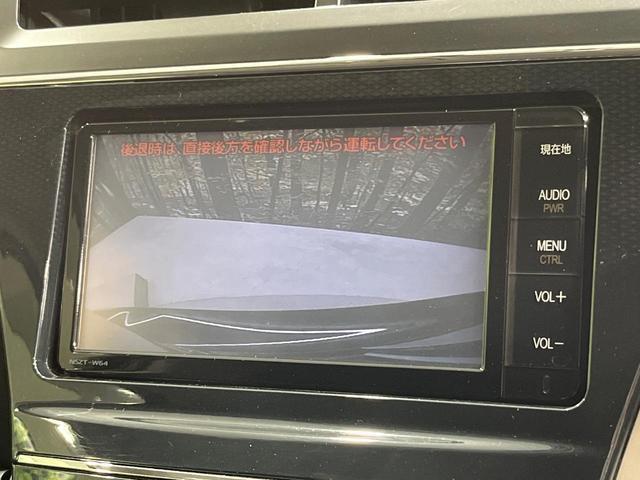 後退時は、直接後方を確認しながら運転してください
現在地
AUDIO
PWR
MENU
CTRL
VOL+
VOL-
NSZT-W64